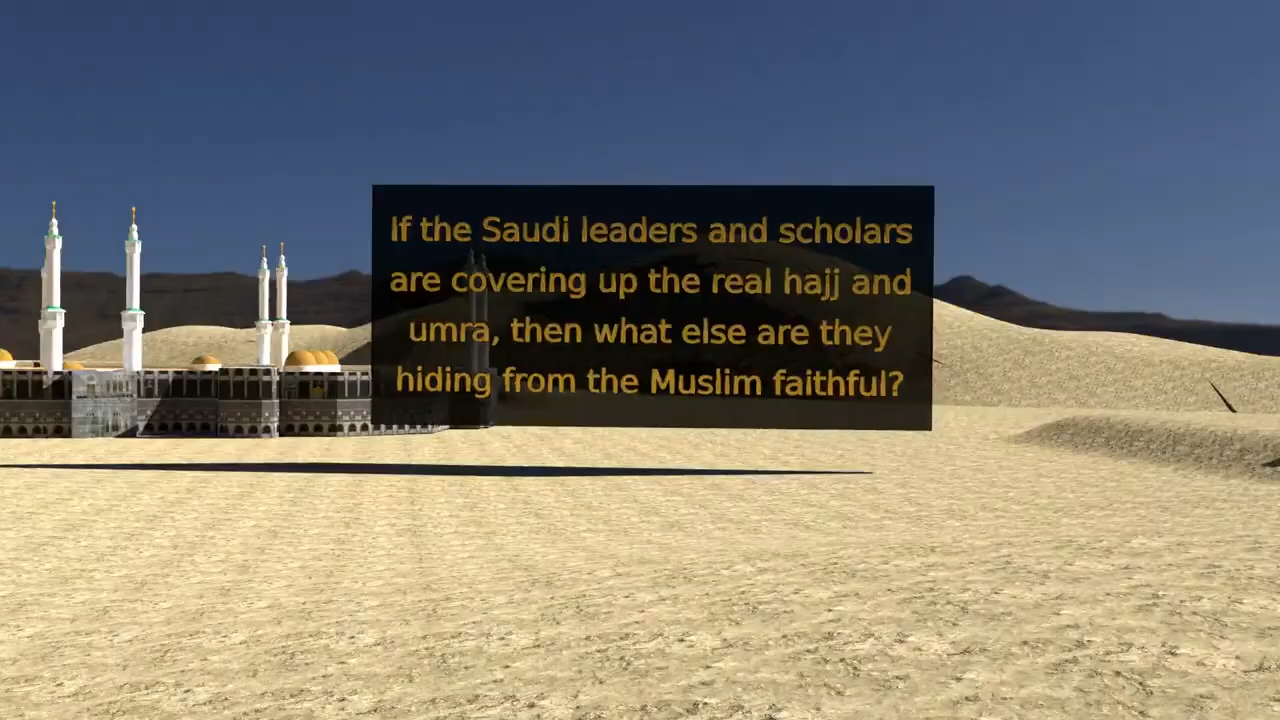 If the Saudi leaders and scholars
are covering up the real hajj and
umra, then what else are they
hiding from the Muslim faithful?